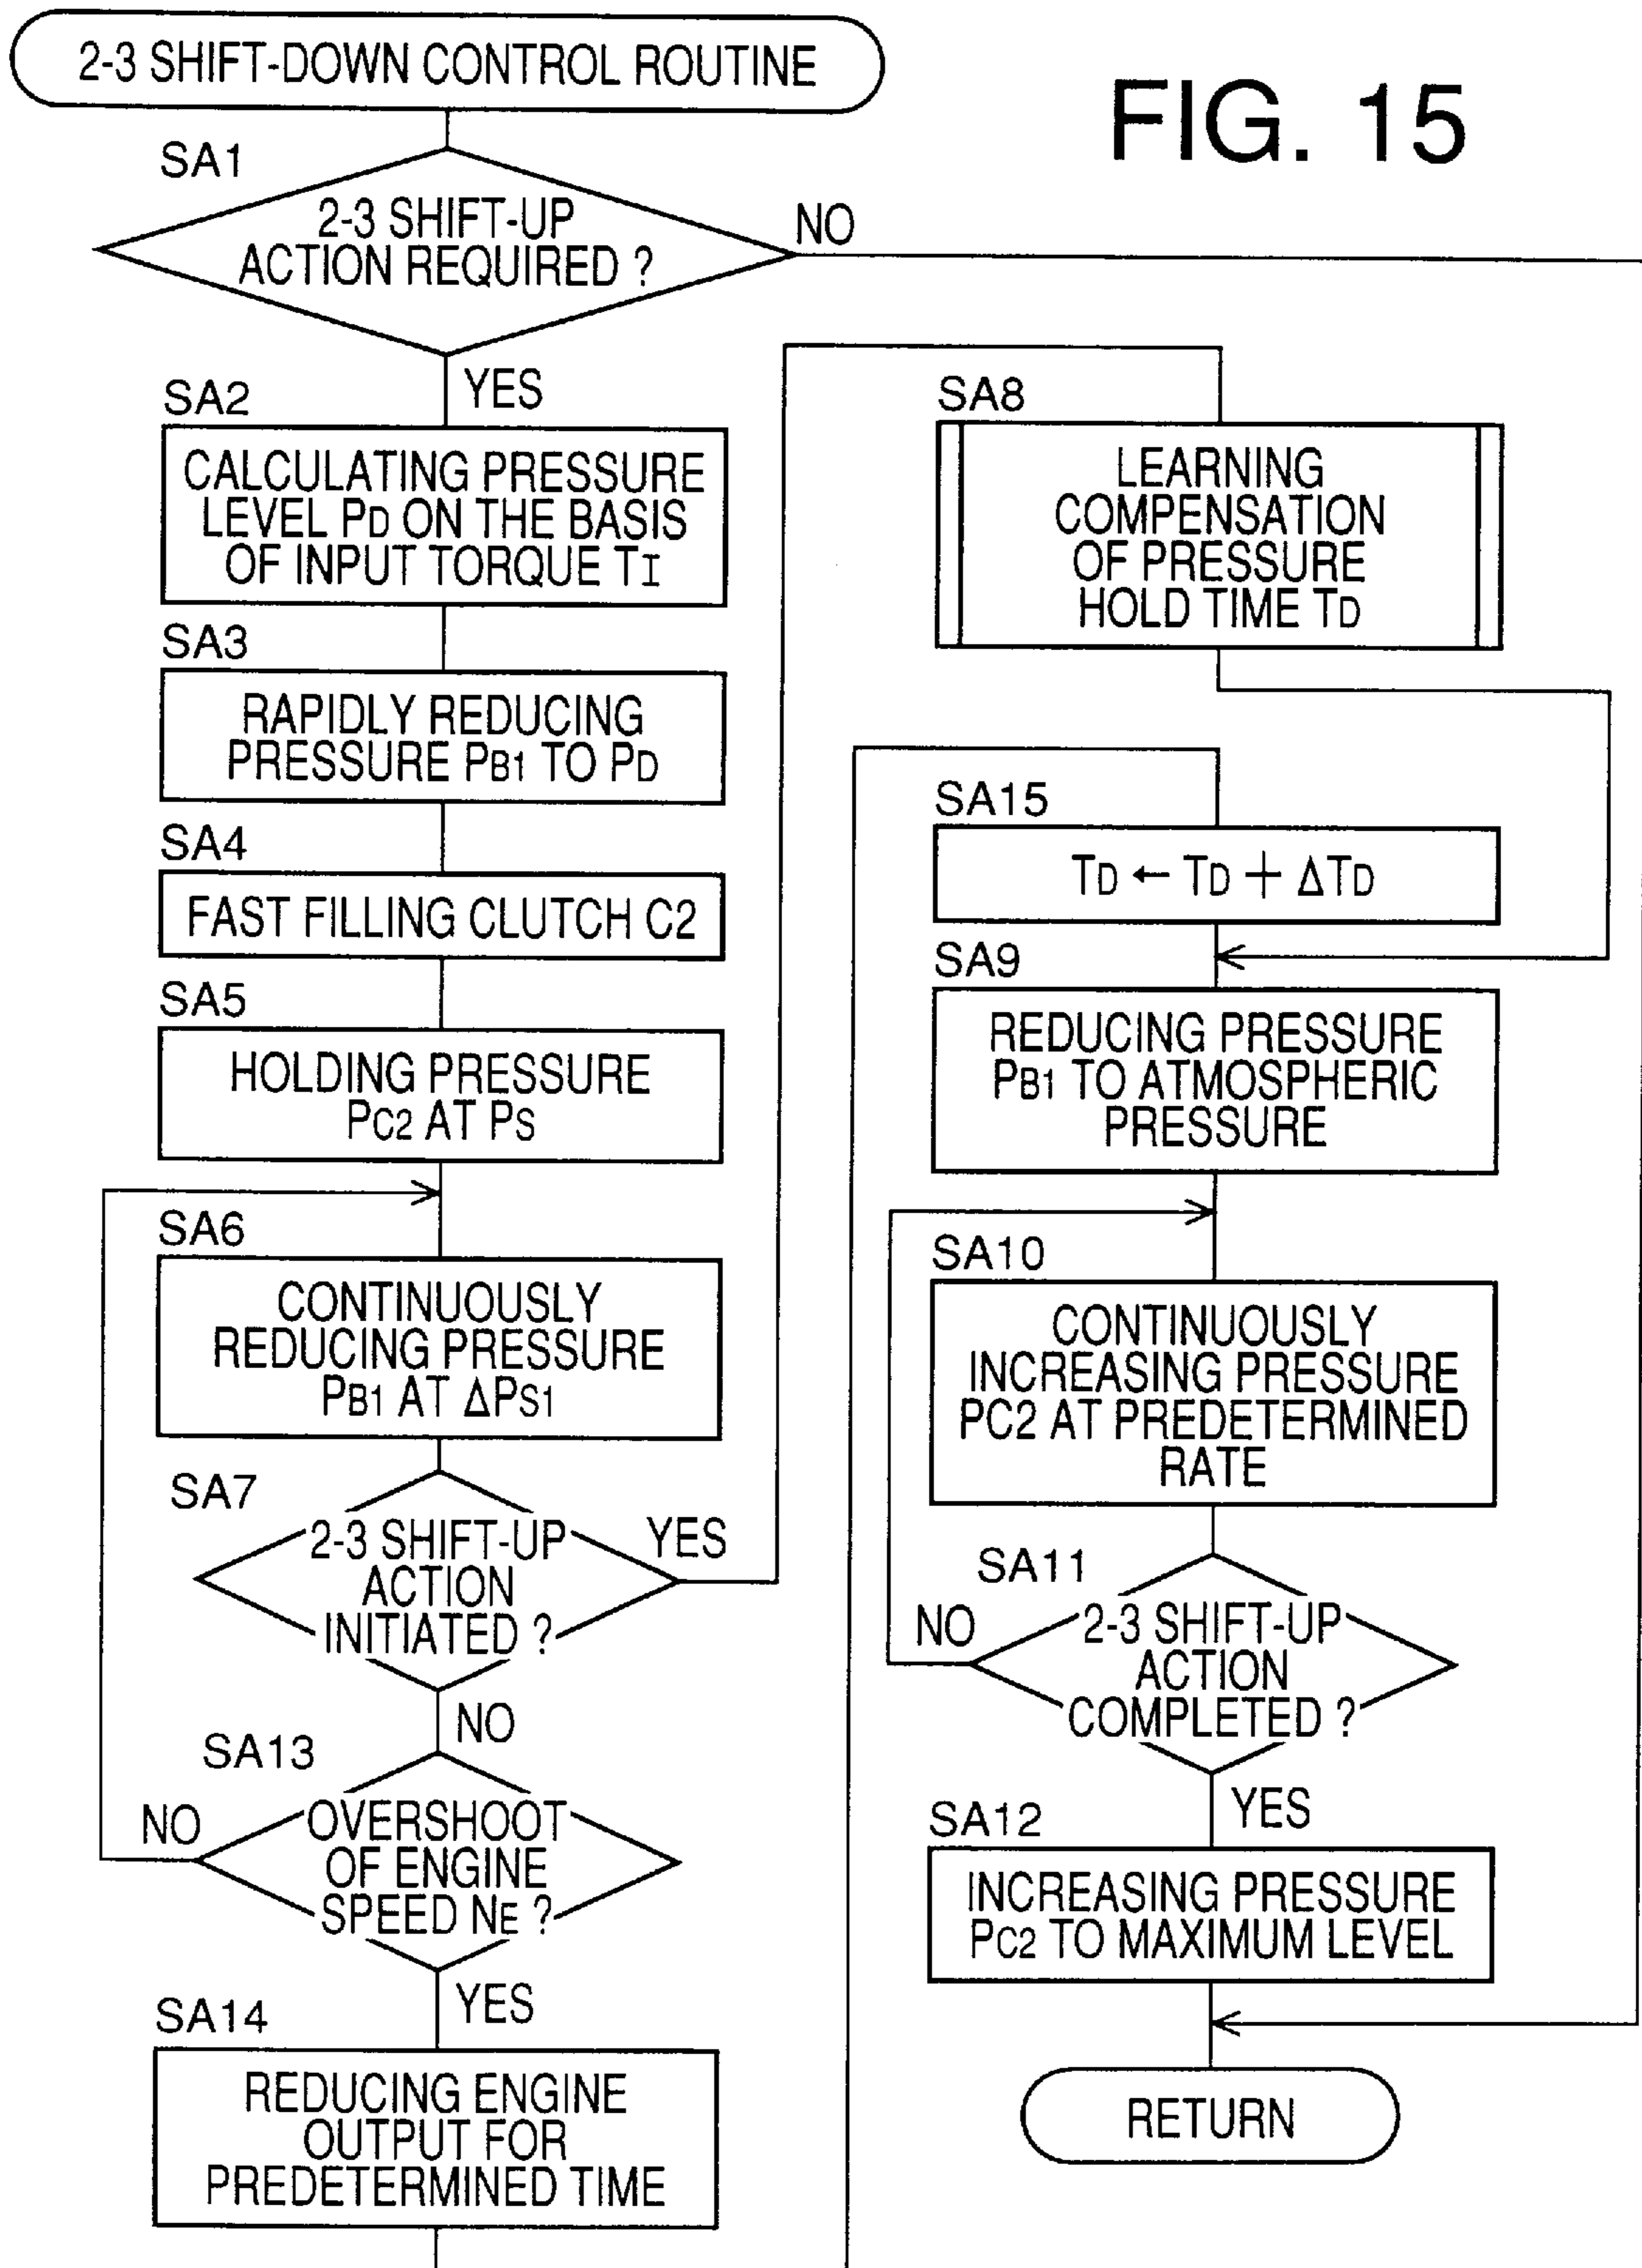 2-3 SHIFT-DOWN CONTROL ROUTINE
FIG. 15
SA1
2-3 SHIFT-UP
ACTION REQUIRED ?
NO
YES
SA2
CALCULATING PRESSURE
LEVEL PD ON THE BASIS
OF INPUT TORQUE TI
SA3
RAPIDLY REDUCING
PRESSURE PB1 TO PD
SA4
FAST FILLING CLUTCH C2
SA5
HOLDING PRESSURE
PC2 AT PS
SA6
CONTINUOUSLY
REDUCING PRESSURE
PB1 AT ΔPS1
SA7
2-3 SHIFT-UP
ACTION
INITIATED ?
YES
NO
SA13
OVERSHOOT
OF ENGINE
SPEED NE ?
NO
YES
SA14
REDUCING ENGINE
OUTPUT FOR
PREDETERMINED TIME
SA8
LEARNING
COMPENSATION
OF PRESSURE
HOLD TIME TD
SA15
TD ← TD + ΔTD
SA9
REDUCING PRESSURE
PB1 TO ATMOSPHERIC
PRESSURE
SA10
CONTINUOUSLY
INCREASING PRESSURE
PC2 AT PREDETERMINED
RATE
SA11
2-3 SHIFT-UP
ACTION
COMPLETED ?
NO
YES
SA12
INCREASING PRESSURE
PC2 TO MAXIMUM LEVEL
RETURN